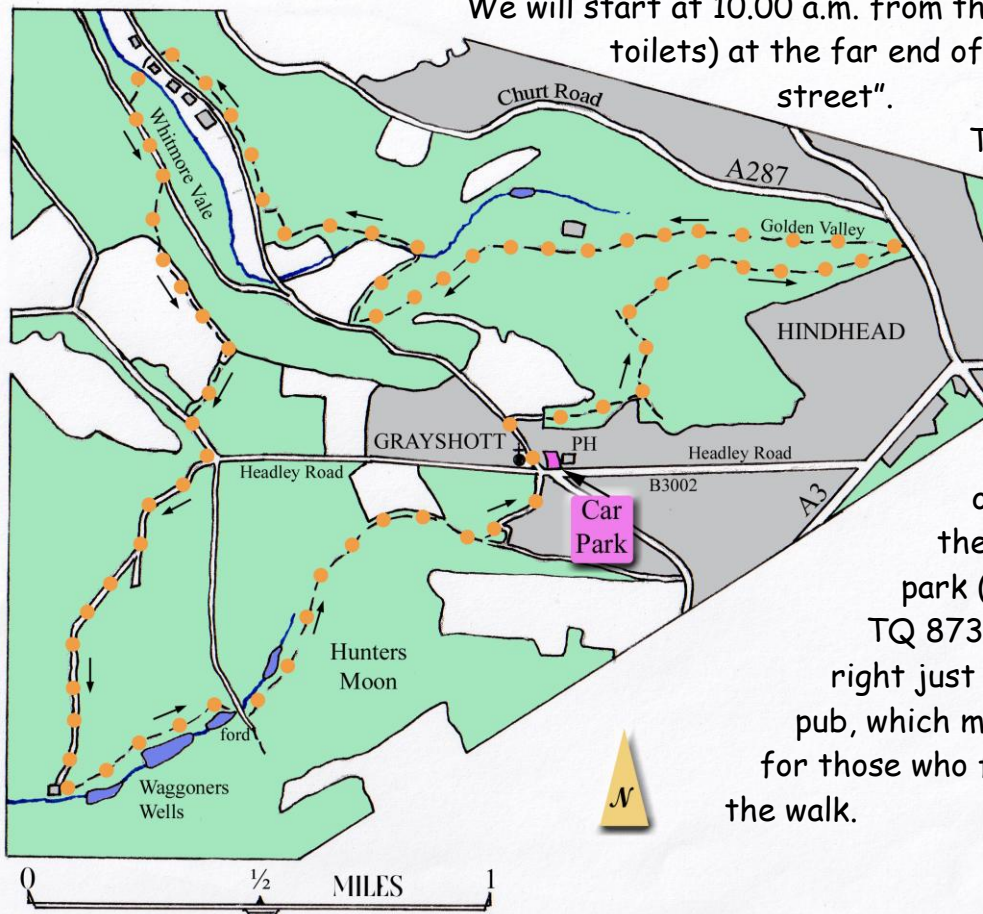 We will start at 10.00 a.m. from th
toilets) at the far end of
street”.
T
Churt Road
A287
Whitmore Vale
Golden Valley
HINDHEAD
GRAYSHOTT
PH
Headley Road
Headley Road
B3002
A3
Car
Park
the
park (
TQ 873
right just
pub, which m
for those who
the walk.
Hunters
Moon
ford
Waggoners
Wells
N
0
½
MILES
1